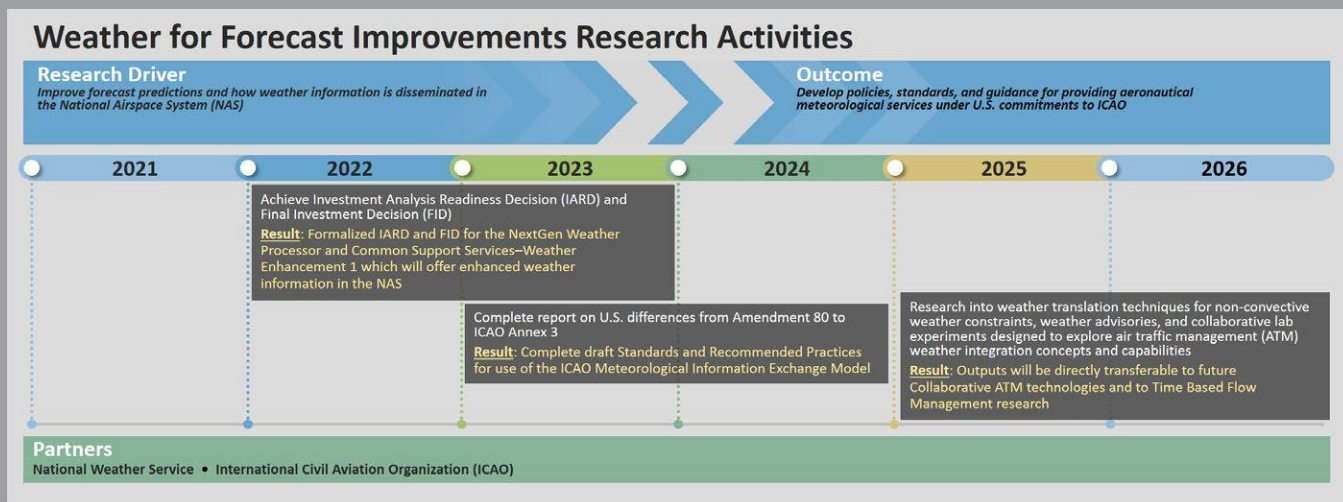 Weather for Forecast Improvements Research Activities
Research Driver
Improve forecast predictions and how weather information is disseminated in
the National Airspace System (NAS)
Outcome
Develop policies, standards, and guidance for providing aeronautical
meteorological services under U.S. commitments to ICAO
2021
2022
2023
2024
2025
2026
Achieve Investment Analysis Readiness Decision (IARD) and
Final Investment Decision (FID)
Result: Formalized IARD and FID for the NextGen Weather
Processor and Common Support Services–Weather
Enhancement 1 which will offer enhanced weather
information in the NAS
Complete report on U.S. differences from Amendment 80 to
ICAO Annex 3
Result: Complete draft Standards and Recommended Practices
for use of the ICAO Meteorological Information Exchange Model
Research into weather translation techniques for non-convective
weather constraints, weather advisories, and collaborative lab
experiments designed to explore air traffic management (ATM)
weather integration concepts and capabilities
Result: Outputs will be directly transferable to future
Collaborative ATM technologies and to Time Based Flow
Management research
Partners
National Weather Service • International Civil Aviation Organization (ICAO)